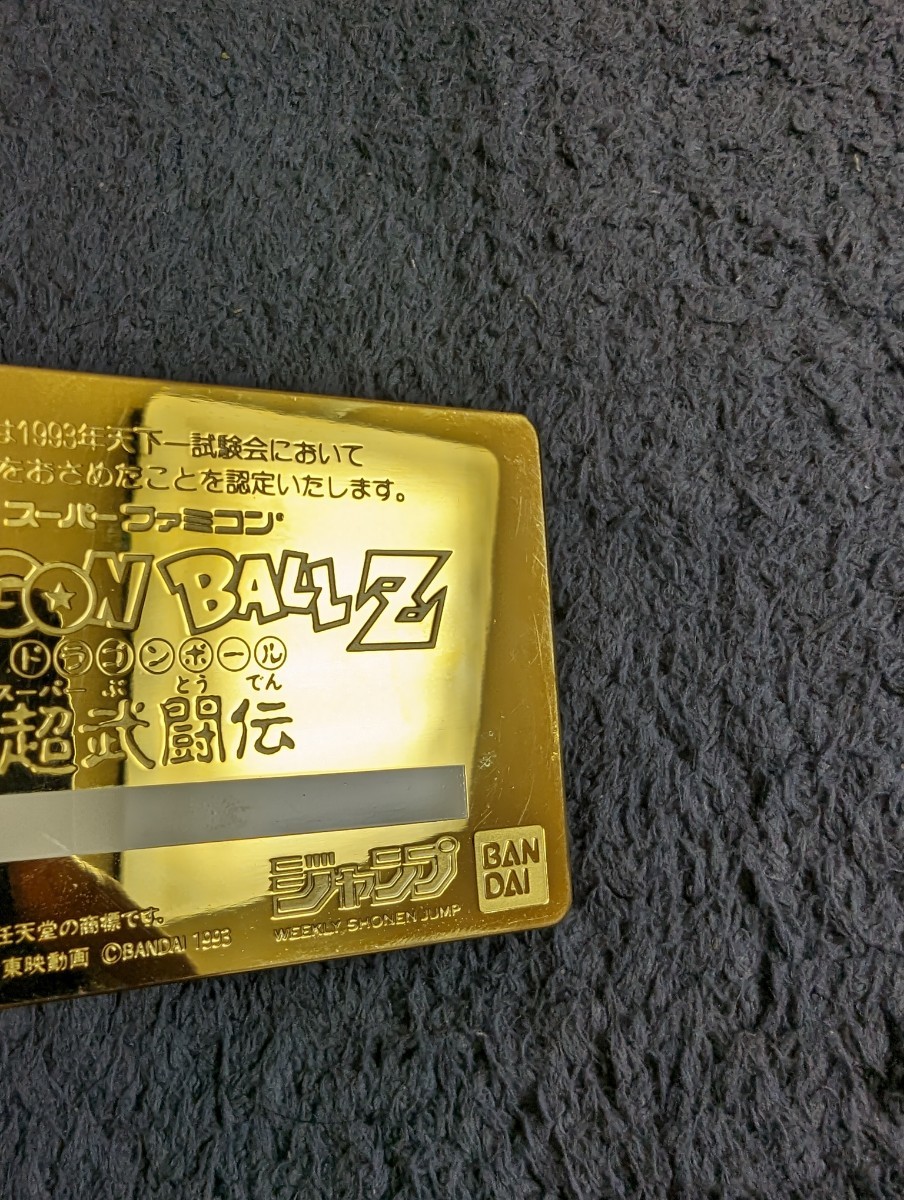 は1993年天下一試験会において
をおさめたことを認定いたします。
スーパーファミコン
GON BALL Z
ドラゴンボール
スーパー ぶ とう でん
超武闘伝
ジャンプ
WEEKLY SHONEN JUMP
BAN
DAI
任天堂の商標です。
東映動画 ©BANDAI 1993